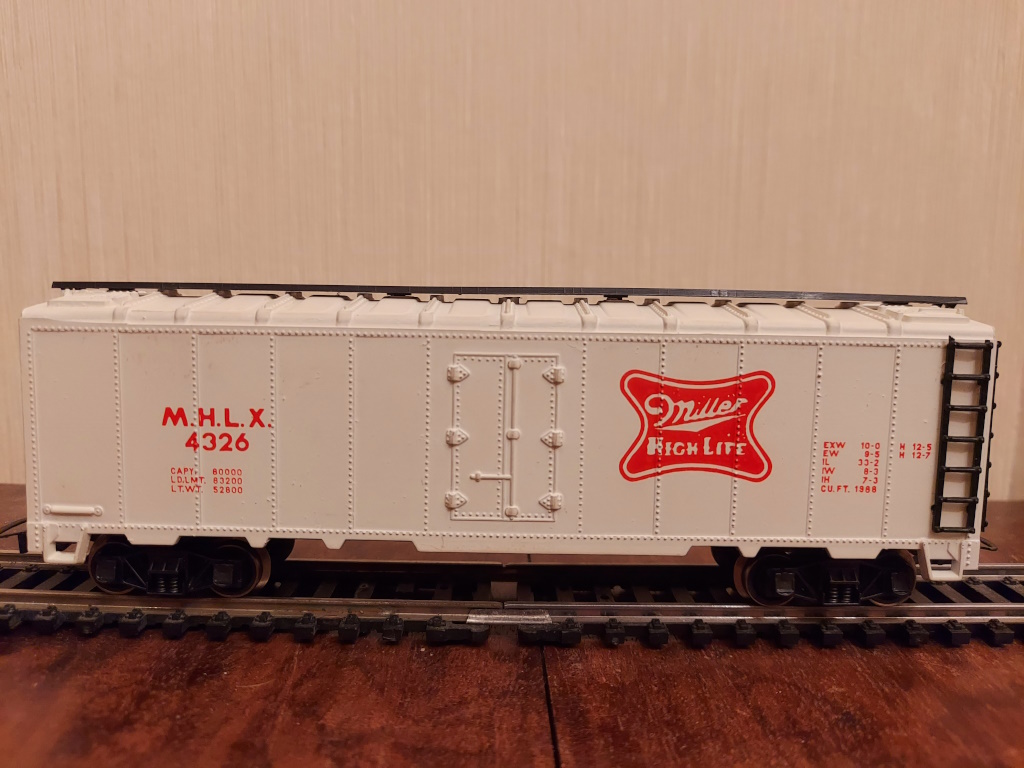 M.H.L.X.
4326
CAPY. 80000
LD.LMT. 83200
LT.WT. 52800
Miller
HIGH LIFE
EXW 10-0 H 12-5
EW 9-5 H 12-7
IL 33-2
IW 8-3
IH 7-3
CU.FT. 1988